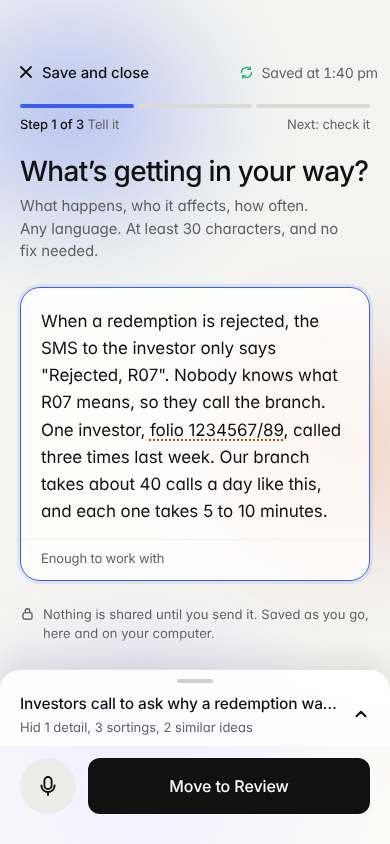 Save and close
Saved at 1:40 pm
Step 1 of 3 Tell it
Next: check it
What's getting in your way?
What happens, who it affects, how often.
Any language. At least 30 characters, and no
fix needed.
When a redemption is rejected, the
SMS to the investor only says
"Rejected, R07". Nobody knows what
R07 means, so they call the branch.
One investor, folio 1234567/89, called
three times last week. Our branch
takes about 40 calls a day like this,
and each one takes 5 to 10 minutes.
Enough to work with
Nothing is shared until you send it. Saved as you go,
here and on your computer.
Investors call to ask why a redemption wa...
Hid 1 detail, 3 sortings, 2 similar ideas
Move to Review